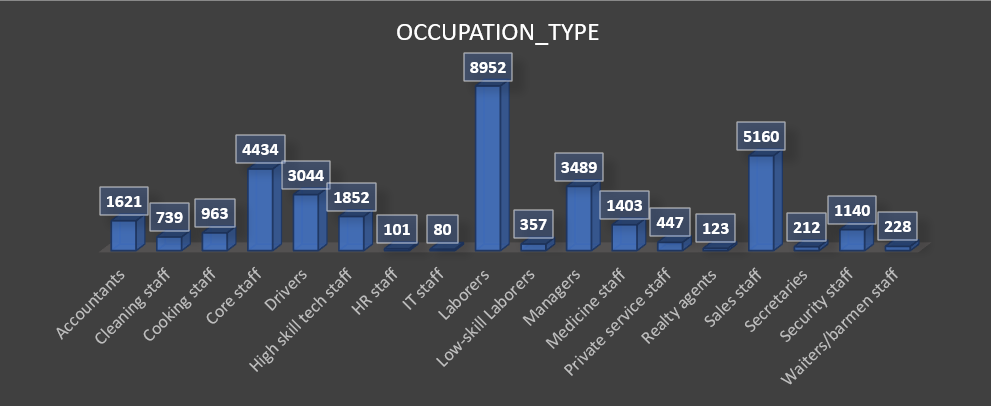 OCCUPATION_TYPE
1621
739
963
4434
3044
1852
101
80
8952
357
3489
1403
447
123
5160
212
1140
228
Accountants
Cleaning staff
Cooking staff
Core staff
Drivers
High skill tech staff
HR staff
IT staff
Laborers
Low-skill Laborers
Managers
Medicine staff
Private service staff
Realty agents
Sales staff
Secretaries
Security staff
Waiters/barmen staff